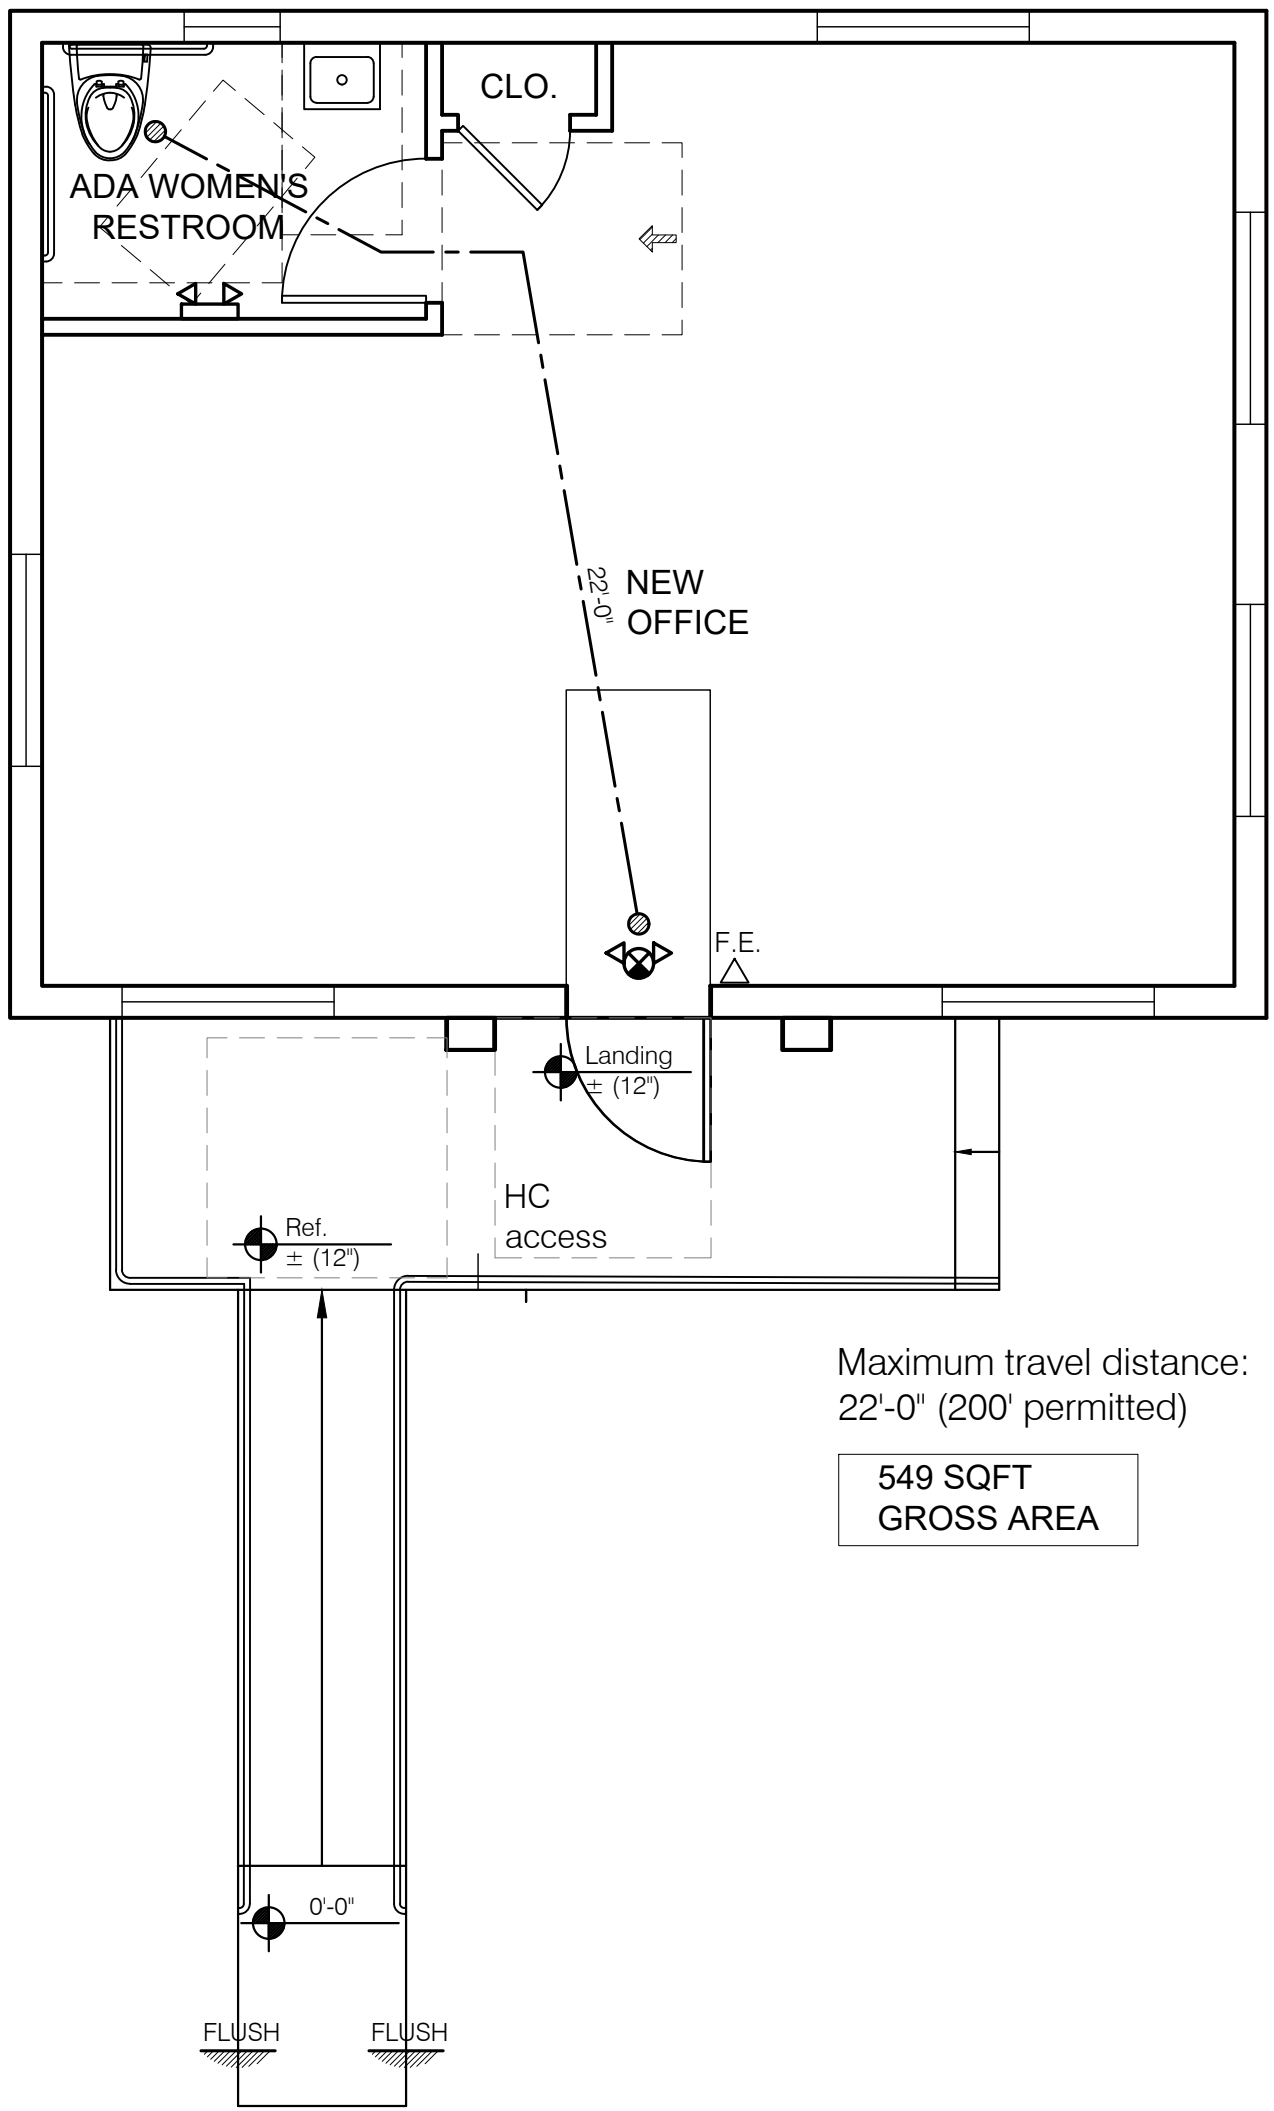 CLO.
ADA WOMEN'S
RESTROOM
22'-0"
NEW
OFFICE
F.E.
Landing
± (12")
HC
access
Ref.
± (12")
Maximum travel distance:
22'-0" (200' permitted)
549 SQFT
GROSS AREA
0'-0"
FLUSH
FLUSH